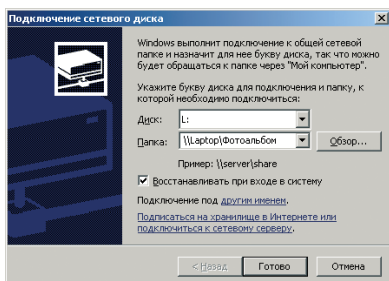 Подключение сетевого диска
Windows выполнит подключение к общей сетевой
папке и назначит для нее букву диска, так что можно
будет обращаться к папке через "Мой компьютер".
Укажите букву диска для подключения и папку, к
которой необходимо подключиться:
Диск: L:
Папка: \\Laptop\Фотоальбом Обзор...
Пример: \\server\share
Восстанавливать при входе в систему
Подключение под другим именем.
Подписаться на хранилище в Интернете или
подключиться к сетевому серверу.
< Назад Готово Отмена